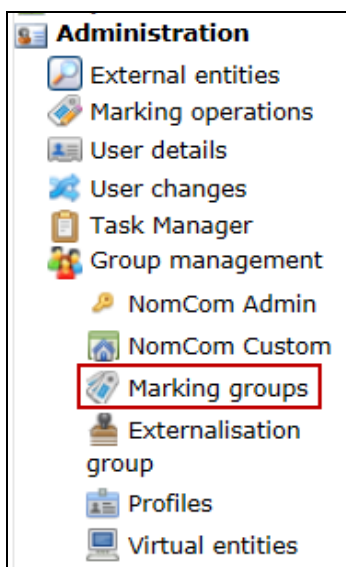 Administration
External entities
Marking operations
User details
User changes
Task Manager
Group management
NomCom Admin
NomCom Custom
Marking groups
Externalisation
group
Profiles
Virtual entities